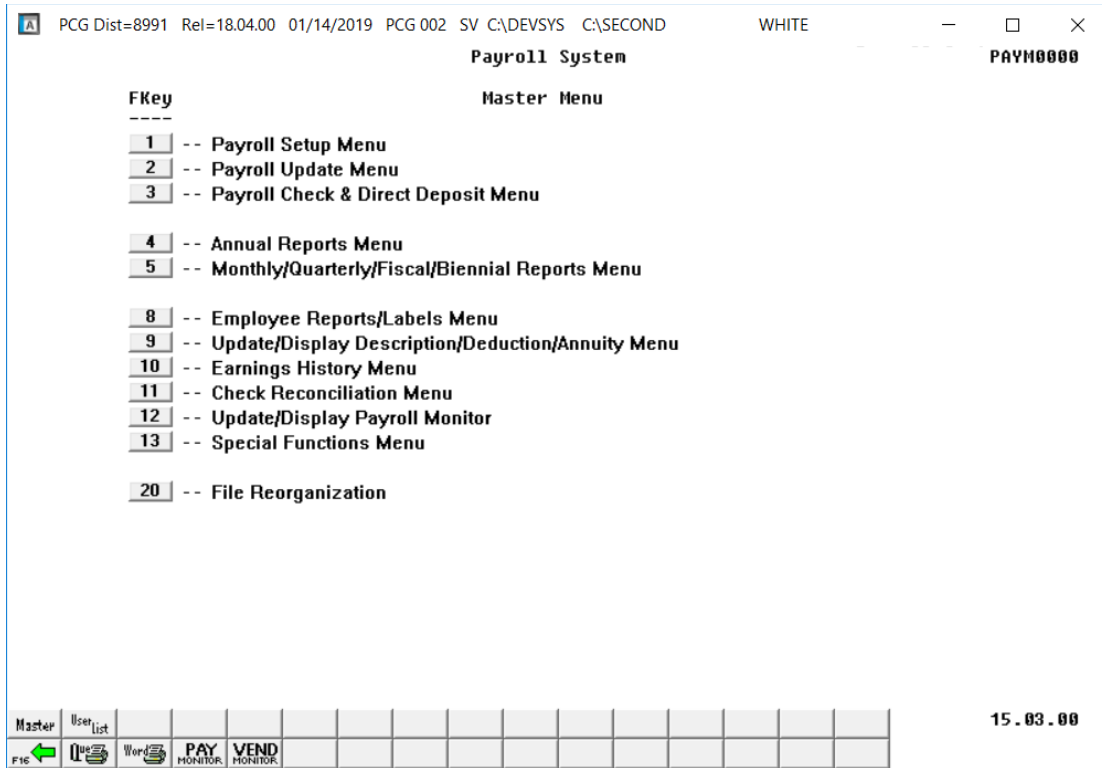 A PCG Dist=8991 Rel=18.04.00 01/14/2019 PCG 002 SV C:\DEVSYS C:\SECOND WHITE
Payroll System PAYM0000
FKey Master Menu
----
1 -- Payroll Setup Menu
2 -- Payroll Update Menu
3 -- Payroll Check & Direct Deposit Menu
4 -- Annual Reports Menu
5 -- Monthly/Quarterly/Fiscal/Biennial Reports Menu
8 -- Employee Reports/Labels Menu
9 -- Update/Display Description/Deduction/Annuity Menu
10 -- Earnings History Menu
11 -- Check Reconciliation Menu
12 -- Update/Display Payroll Monitor
13 -- Special Functions Menu
20 -- File Reorganization
Master User List 15.03.00
F16 Que Word PAY MONITOR VEND MONITOR